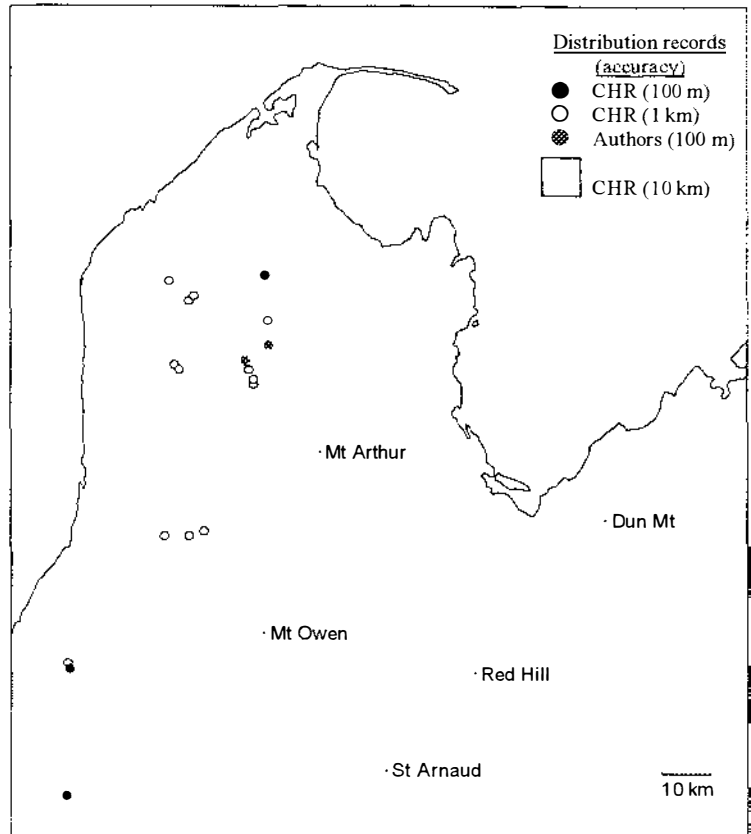 Distribution records
(accuracy)
CHR (100 m)
CHR (1 km)
Authors (100 m)
CHR (10 km)
Mt Arthur
Dun Mt
Mt Owen
Red Hill
St Arnaud
10 km